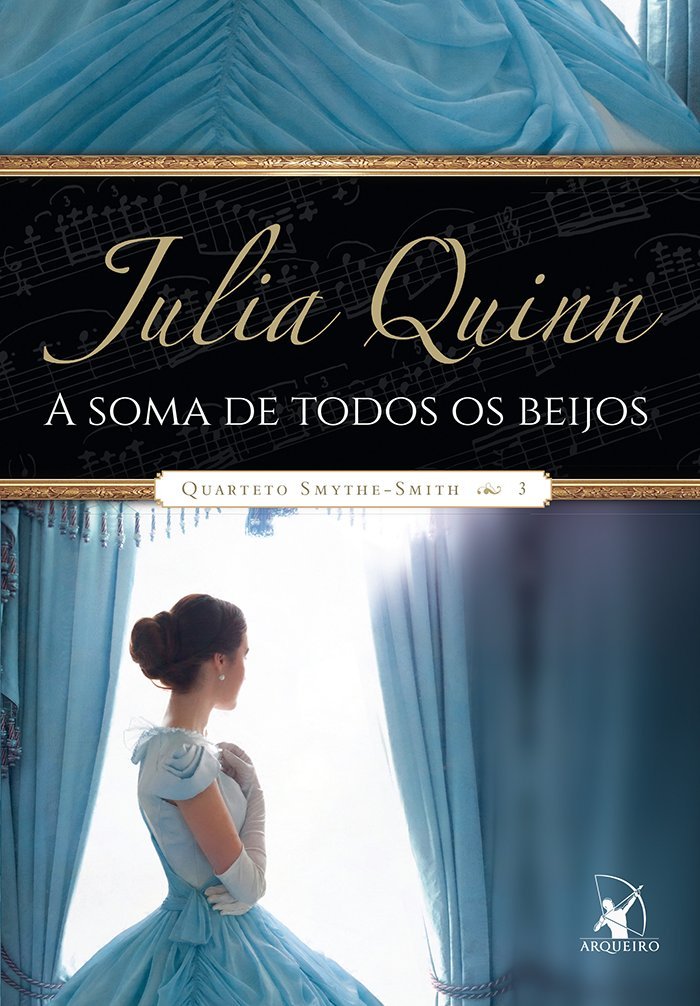 Julia Quinn
A SOMA DE TODOS OS BEIJOS
QUARTETO SMYTHE-SMITH 3
ARQUEIRO